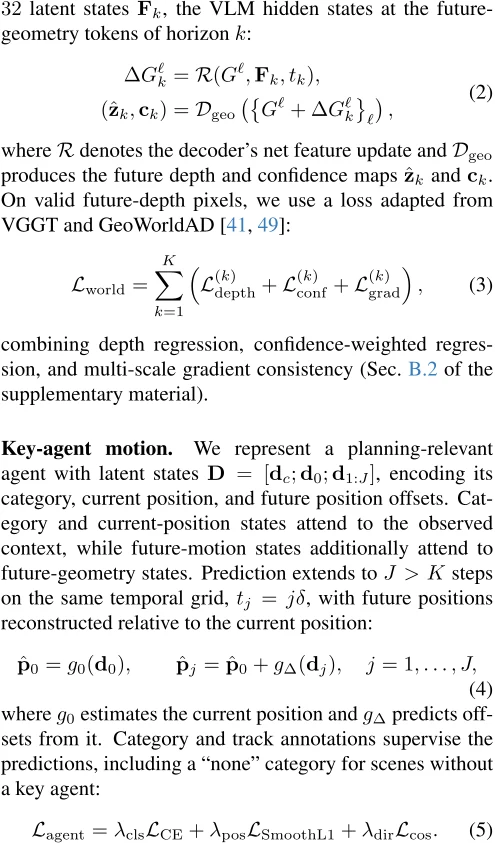 32 latent states F_k, the VLM hidden states at the future-
geometry tokens of horizon k:
ΔG^ℓ_k = R(G^ℓ, F_k, t_k),
(ẑ_k, c_k) = D_geo ({G^ℓ + ΔG^ℓ_k}_ℓ) , (2)
where R denotes the decoder's net feature update and D_geo
produces the future depth and confidence maps ẑ_k and c_k.
On valid future-depth pixels, we use a loss adapted from
VGGT and GeoWorldAD [41, 49]:
L_world = ∑_{k=1}^{K} (L^{(k)}_depth + L^{(k)}_conf + L^{(k)}_grad) , (3)
combining depth regression, confidence-weighted regres-
sion, and multi-scale gradient consistency (Sec. B.2 of the
supplementary material).
Key-agent motion. We represent a planning-relevant
agent with latent states D = [d_c; d_0; d_{1:J}], encoding its
category, current position, and future position offsets. Cat-
egory and current-position states attend to the observed
context, while future-motion states additionally attend to
future-geometry states. Prediction extends to J > K steps
on the same temporal grid, t_j = jδ, with future positions
reconstructed relative to the current position:
p̂_0 = g_0(d_0), p̂_j = p̂_0 + g_Δ(d_j), j = 1, . . . , J,
(4)
where g_0 estimates the current position and g_Δ predicts off-
sets from it. Category and track annotations supervise the
predictions, including a “none” category for scenes without
a key agent:
L_agent = λ_cls L_CE + λ_pos L_SmoothL1 + λ_dir L_cos. (5)